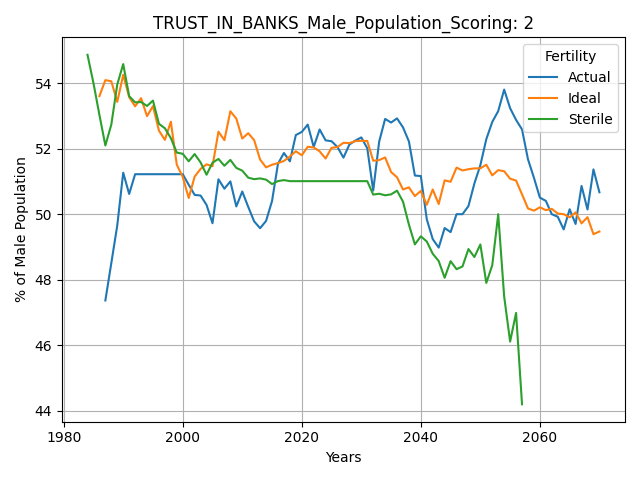 TRUST_IN_BANKS_Male_Population_Scoring: 2
Fertility
Actual
Ideal
Sterile
% of Male Population
54
52
50
48
46
44
1980
2000
2020
2040
2060
Years